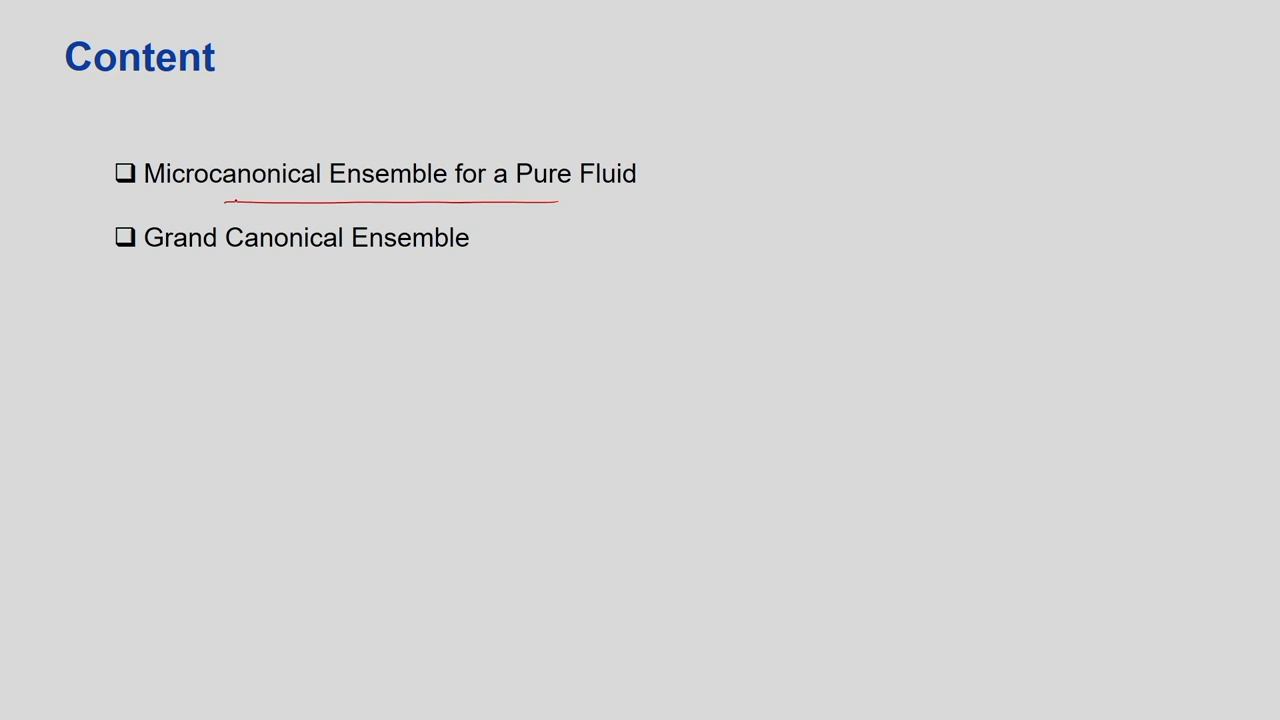 Content
Microcanonical Ensemble for a Pure Fluid
Grand Canonical Ensemble